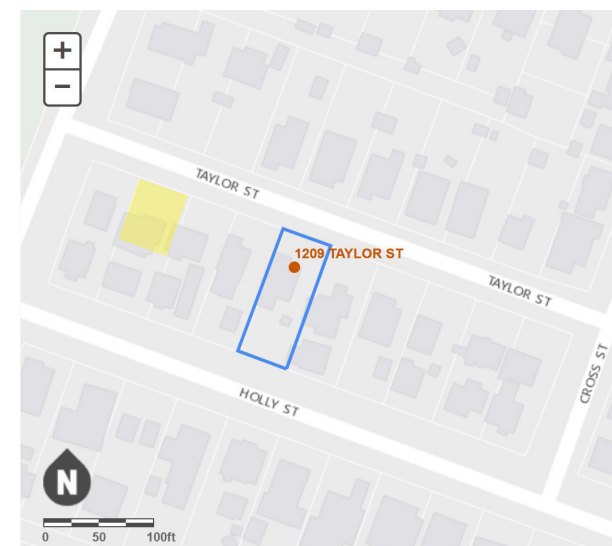 +
−
TAYLOR ST
1209 TAYLOR ST
TAYLOR ST
CROSS ST
HOLLY ST
N
0 50 100ft